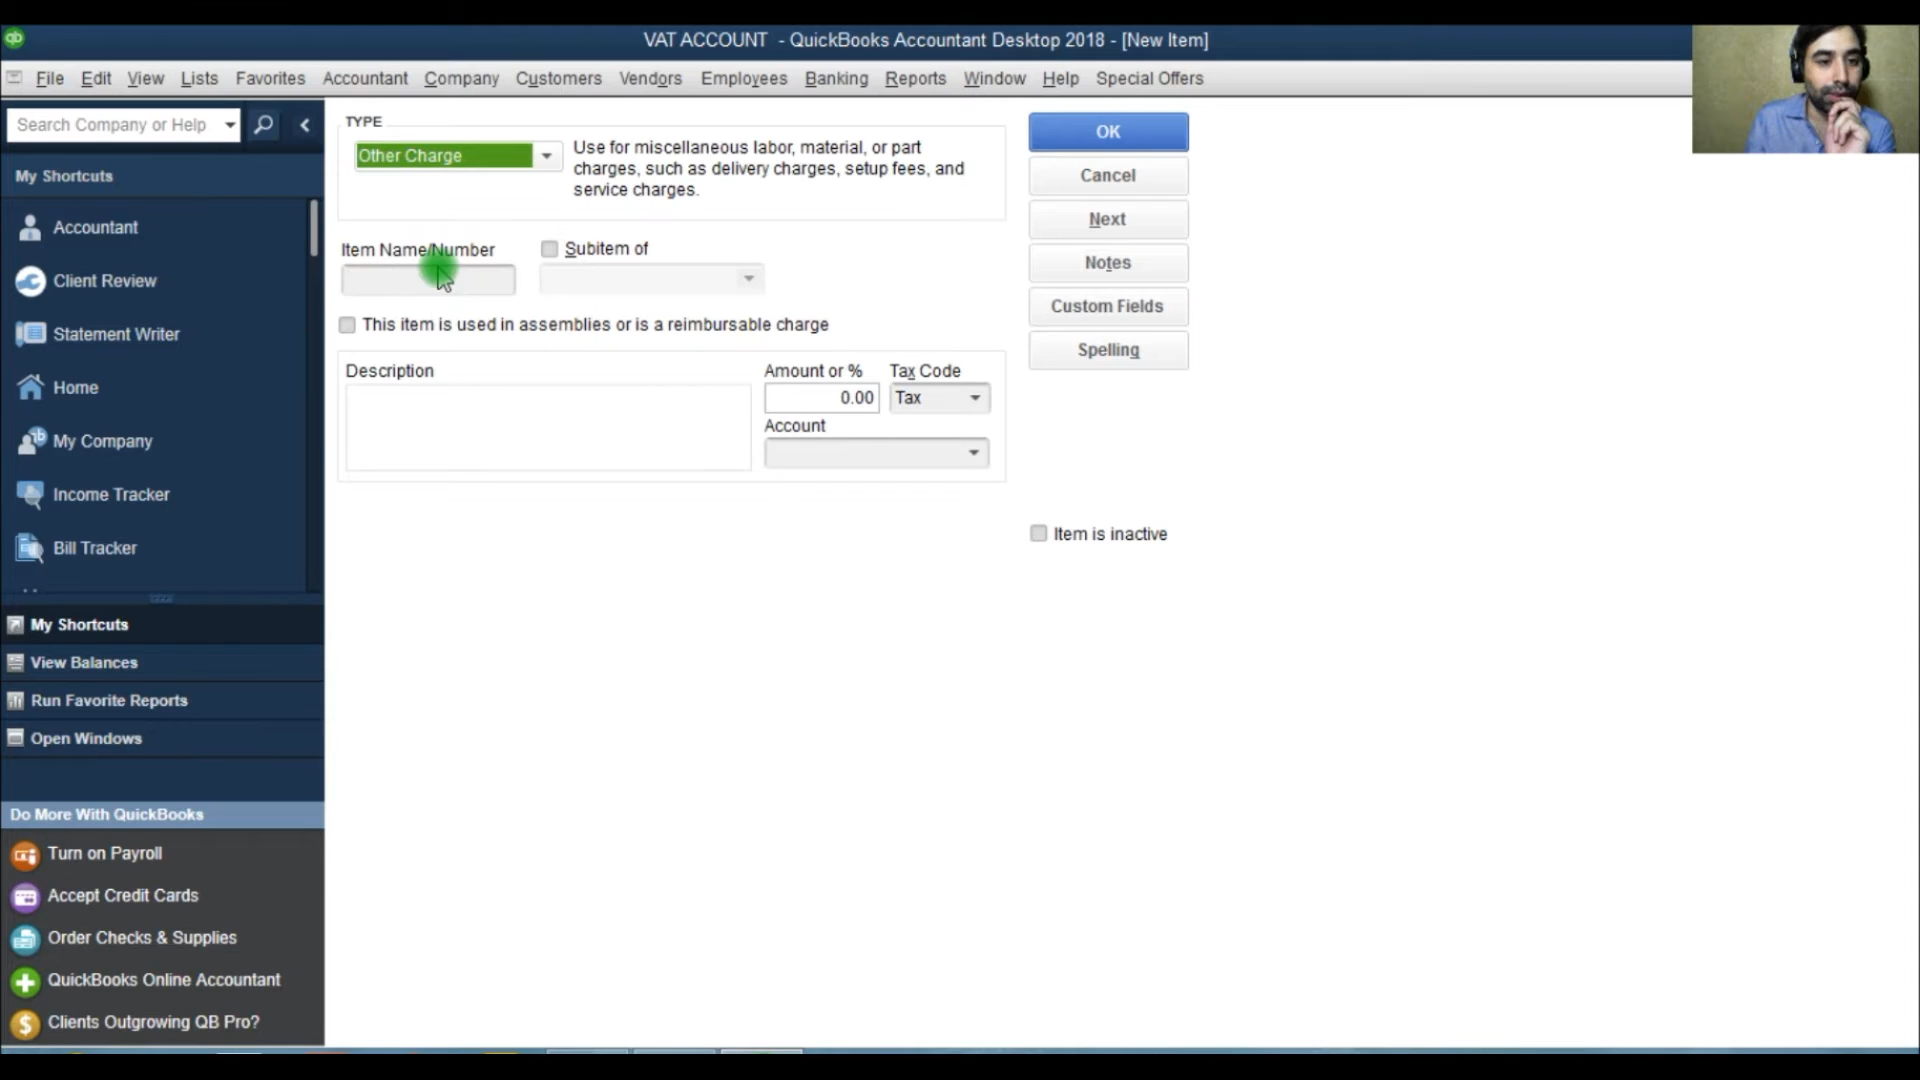 VAT ACCOUNT - QuickBooks Accountant Desktop 2018 - [New Item]
File Edit View Lists Favorites Accountant Company Customers Vendors Employees Banking Reports Window Help Special Offers
Search Company or Help
My Shortcuts
Accountant
Client Review
Statement Writer
Home
My Company
Income Tracker
Bill Tracker
My Shortcuts
View Balances
Run Favorite Reports
Open Windows
Do More With QuickBooks
Turn on Payroll
Accept Credit Cards
Order Checks & Supplies
QuickBooks Online Accountant
Clients Outgrowing QB Pro?
TYPE
Other Charge
Use for miscellaneous labor, material, or part
charges, such as delivery charges, setup fees, and
service charges.
Item Name/Number
Subitem of
This item is used in assemblies or is a reimbursable charge
Description
Amount or %
Tax Code
0.00
Tax
Account
OK
Cancel
Next
Notes
Custom Fields
Spelling
Item is inactive